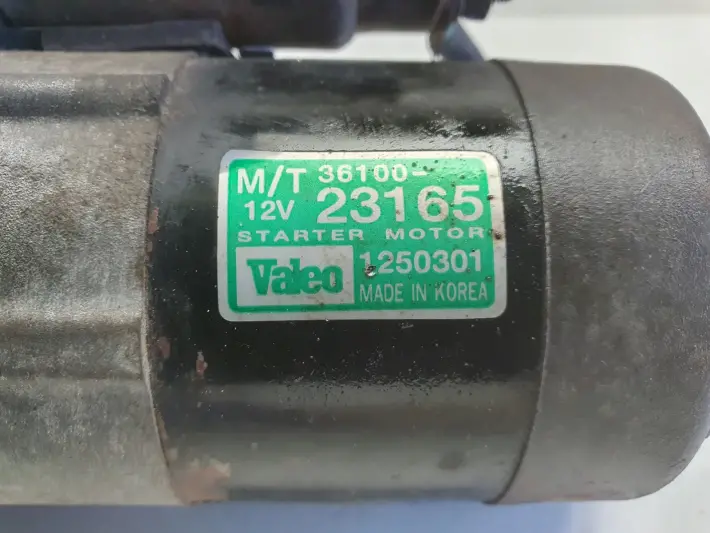 M/T 36100-
12V 23165
STARTER MOTOR
Valeo 1250301
MADE IN KOREA